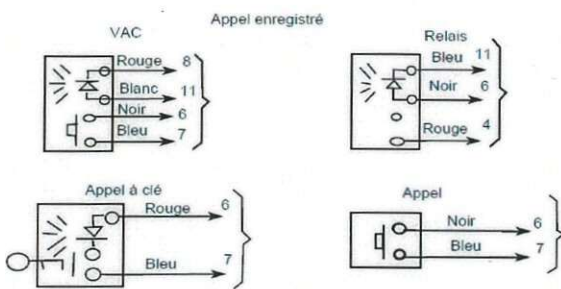 Appel enregistré
VAC
Rouge 8
Blanc 11
Noir 6
Bleu 7
Relais
Bleu 11
Noir 6
Rouge 4
Appel à clé
Rouge 6
Bleu 7
Appel
Noir 6
Bleu 7